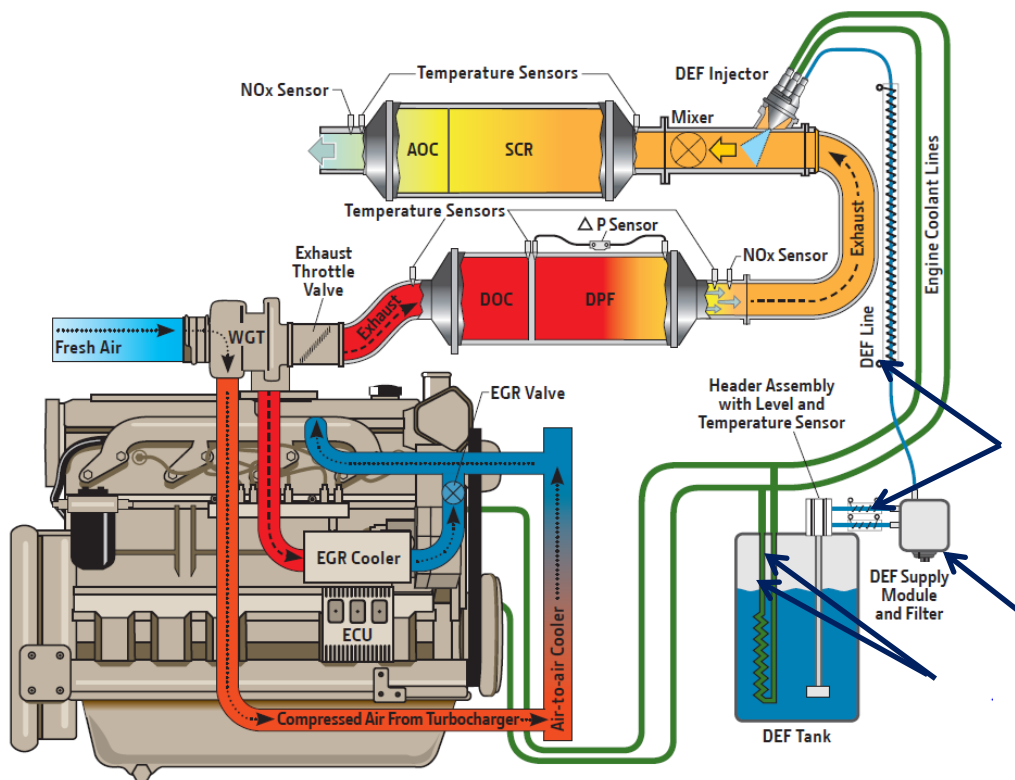 Temperature Sensors
DEF Injector
NOx Sensor
Mixer
AOC
SCR
Engine Coolant Lines
Temperature Sensors
△ P Sensor
NOx Sensor
Exhaust
Exhaust
Throttle
Valve
DOC
DPF
Exhaust
WGT
Fresh Air
DEF Line
EGR Valve
Header Assembly
with Level and
Temperature Sensor
EGR Cooler
DEF Supply
Module
and Filter
ECU
Air-to-air Cooler
Compressed Air From Turbocharger
DEF Tank